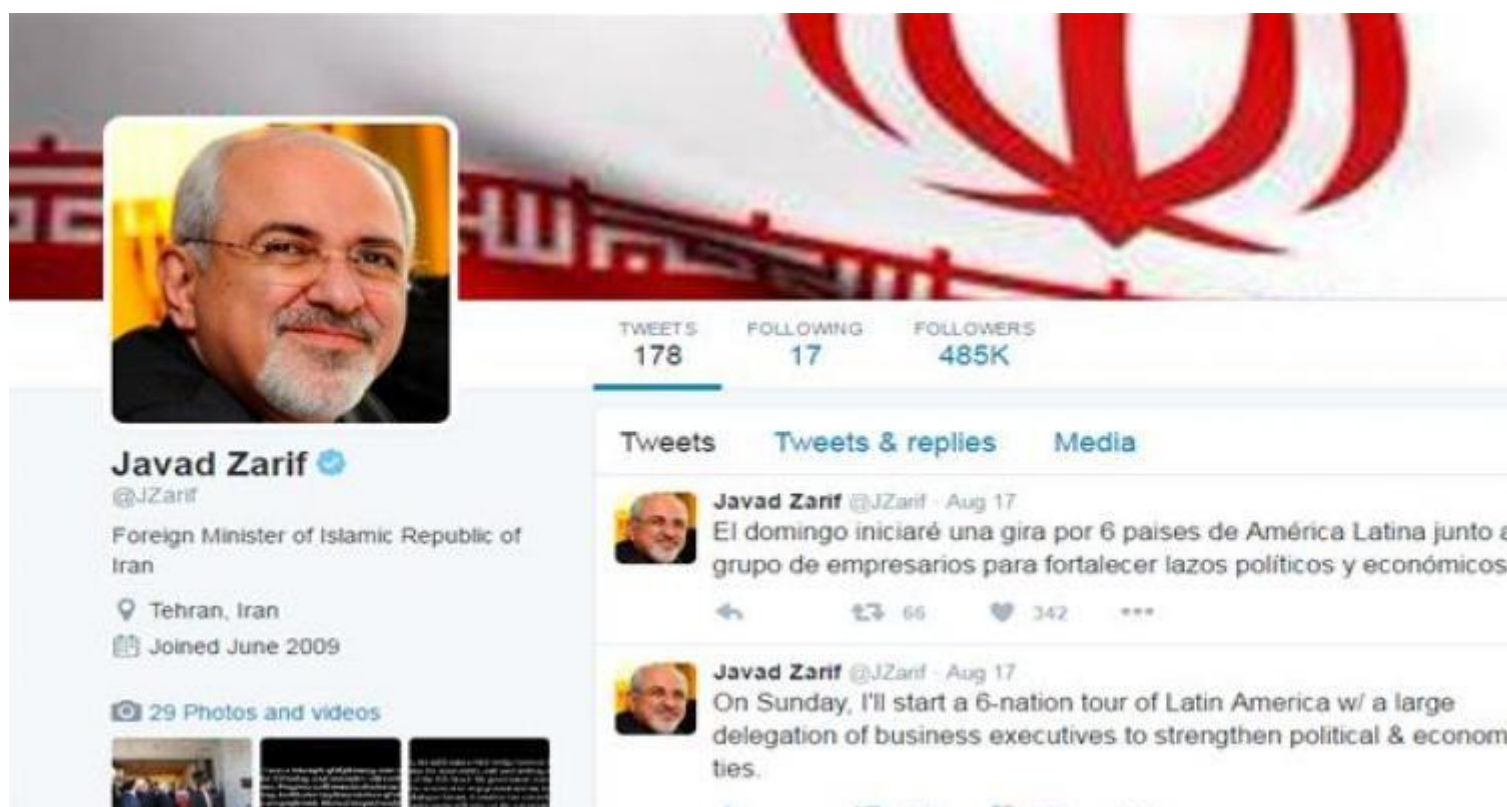 TWEETS
178
FOLLOWING
17
FOLLOWERS
485K
Javad Zarif
@JZarif
Foreign Minister of Islamic Republic of
Iran
Tehran, Iran
Joined June 2009
29 Photos and videos
Tweets Tweets & replies Media
Javad Zarif @JZarif · Aug 17
El domingo iniciaré una gira por 6 paises de América Latina junto a
grupo de empresarios para fortalecer lazos políticos y económicos
66 342
Javad Zarif @JZarif · Aug 17
On Sunday, I'll start a 6-nation tour of Latin America w/ a large
delegation of business executives to strengthen political & econom
ties.